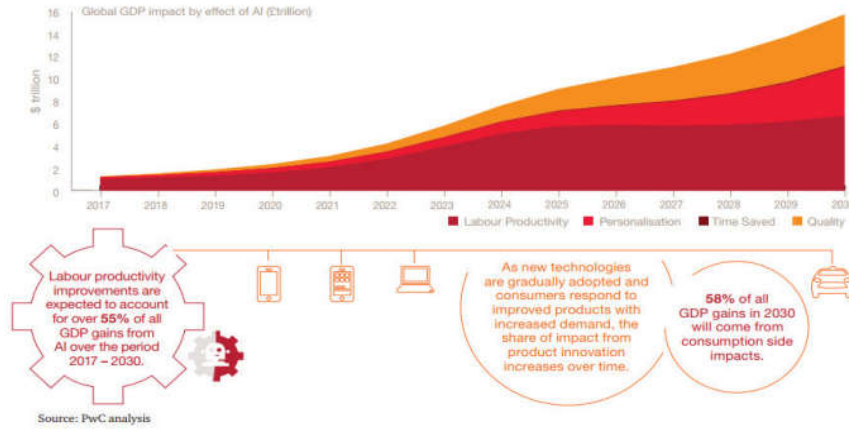 Global GDP impact by effect of AI (£trillion)
16
14
12
10
8
6
4
2
0
$ trillion
2017
2018
2019
2020
2021
2022
2023
2024
2025
2026
2027
2028
2029
203
Labour Productivity
Personalisation
Time Saved
Quality
Labour productivity
improvements are
expected to account
for over 55% of all
GDP gains from
AI over the period
2017 – 2030.
As new technologies
are gradually adopted and
consumers respond to
improved products with
increased demand, the
share of impact from
product innovation
increases over time.
58% of all
GDP gains in 2030
will come from
consumption side
impacts.
Source: PwC analysis